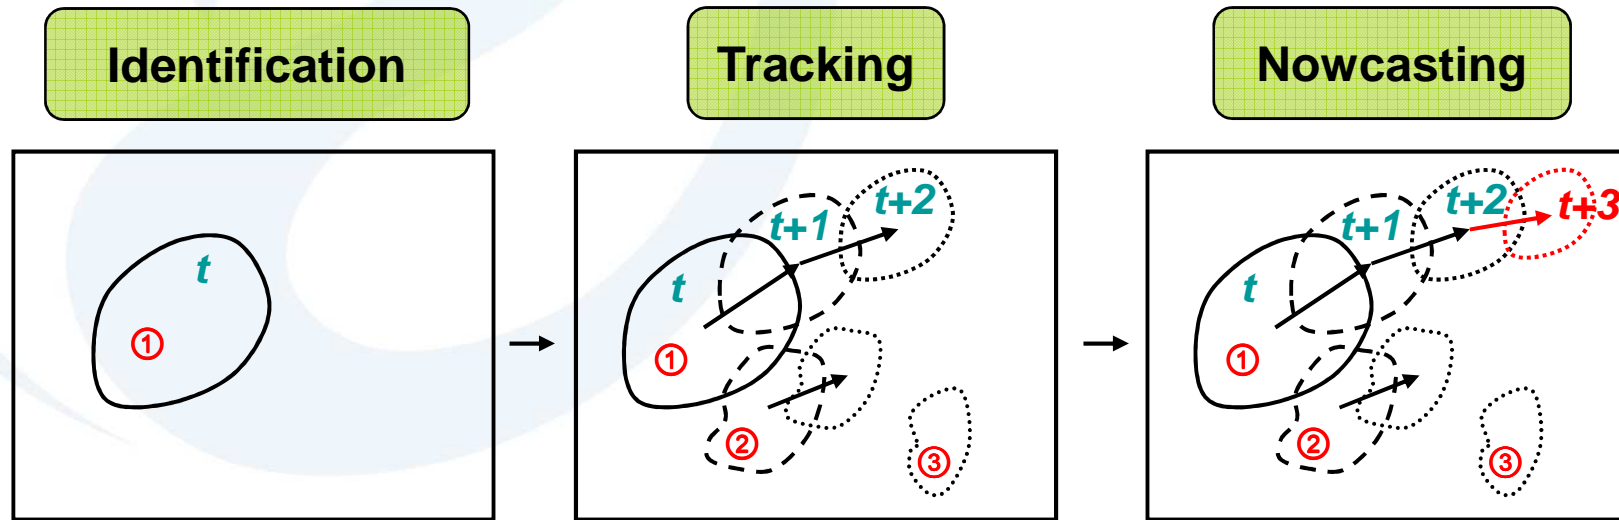 Identification
Tracking
Nowcasting
t
①
t+2
t+1
t
①
②
③
t+2
t+3
t+1
t
①
②
③